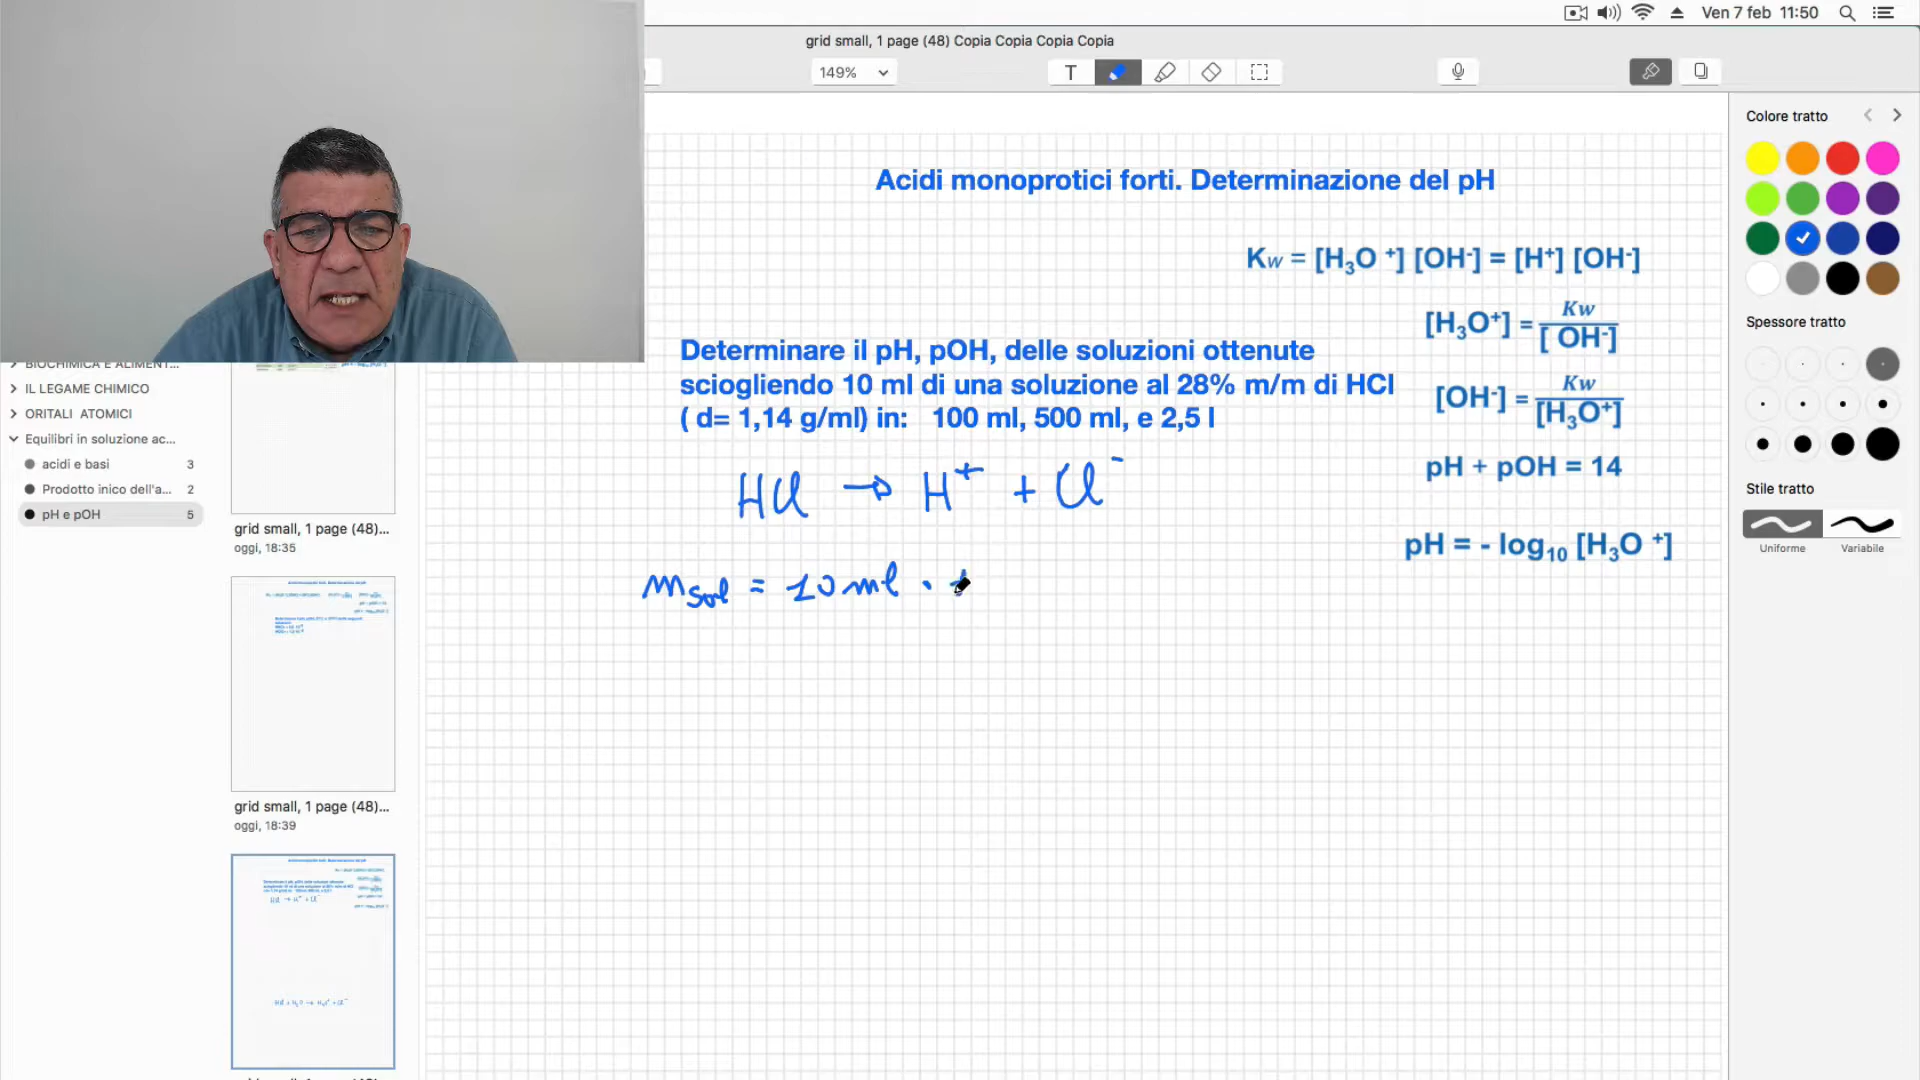 Ven 7 feb 11:50
grid small, 1 page (48) Copia Copia Copia Copia
149%
T
Colore tratto
Spessore tratto
Stile tratto
Uniforme
Variabile
BIOCHIMICA E ALIMENT...
IL LEGAME CHIMICO
ORITALI ATOMICI
Equilibri in soluzione ac...
acidi e basi 3
Prodotto inico dell'a... 2
pH e pOH 5
grid small, 1 page (48)...
oggi, 18:35
grid small, 1 page (48)...
oggi, 18:39
Acidi monoprotici forti. Determinazione del pH
Kw = [H₃O ⁺] [OH⁻] = [H⁺] [OH⁻]
[H₃O⁺] = Kw / [ OH⁻]
[OH⁻] = Kw / [H₃O⁺]
pH + pOH = 14
pH = - log₁₀ [H₃O ⁺]
Determinare il pH, pOH, delle soluzioni ottenute
sciogliendo 10 ml di una soluzione al 28% m/m di HCl
( d= 1,14 g/ml) in: 100 ml, 500 ml, e 2,5 l
HCl → H⁺ + Cl⁻
m sol = 10 ml ·